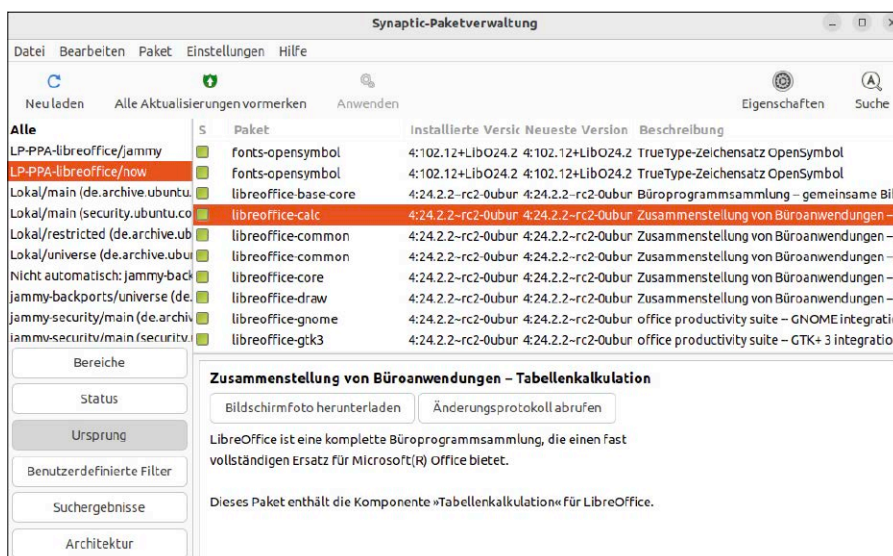 Synaptic-Paketverwaltung
Datei Bearbeiten Paket Einstellungen Hilfe
Neu laden Alle Aktualisierungen vormerken Anwenden Eigenschaften Suche
Alle
LP-PPA-libreoffice/jammy
LP-PPA-libreoffice/now
Lokal/main (de.archive.ubuntu.
Lokal/main (security.ubuntu.co
Lokal/restricted (de.archive.ub
Lokal/universe (de.archive.ubu
Nicht automatisch: jammy-back
jammy-backports/universe (de.
jammy-security/main (de.archiv
jammy-security/main (security.
Bereiche
Status
Ursprung
Benutzerdefinierte Filter
Suchergebnisse
Architektur
S Paket Installierte Versic Neueste Version Beschreibung
fonts-opensymbol 4:102.12+LibO24.2 4:102.12+LibO24.2 TrueType-Zeichensatz OpenSymbol
fonts-opensymbol 4:102.12+LibO24.2 4:102.12+LibO24.2 TrueType-Zeichensatz OpenSymbol
libreoffice-base-core 4:24.2.2~rc2-0ubur 4:24.2.2~rc2-0ubur Büroprogrammsammlung – gemeinsame Bil
libreoffice-calc 4:24.2.2~rc2-0ubur 4:24.2.2~rc2-0ubur Zusammenstellung von Büroanwendungen –
libreoffice-common 4:24.2.2~rc2-0ubur 4:24.2.2~rc2-0ubur Zusammenstellung von Büroanwendungen –
libreoffice-common 4:24.2.2~rc2-0ubur 4:24.2.2~rc2-0ubur Zusammenstellung von Büroanwendungen –
libreoffice-core 4:24.2.2~rc2-0ubur 4:24.2.2~rc2-0ubur Zusammenstellung von Büroanwendungen –
libreoffice-draw 4:24.2.2~rc2-0ubur 4:24.2.2~rc2-0ubur Zusammenstellung von Büroanwendungen –
libreoffice-gnome 4:24.2.2~rc2-0ubur 4:24.2.2~rc2-0ubur office productivity suite – GNOME integrati
libreoffice-gtk3 4:24.2.2~rc2-0ubur 4:24.2.2~rc2-0ubur office productivity suite – GTK+ 3 integratio
Zusammenstellung von Büroanwendungen – Tabellenkalkulation
Bildschirmfoto herunterladen Änderungsprotokoll abrufen
LibreOffice ist eine komplette Büroprogrammsammlung, die einen fast
vollständigen Ersatz für Microsoft(R) Office bietet.
Dieses Paket enthält die Komponente »Tabellenkalkulation« für LibreOffice.